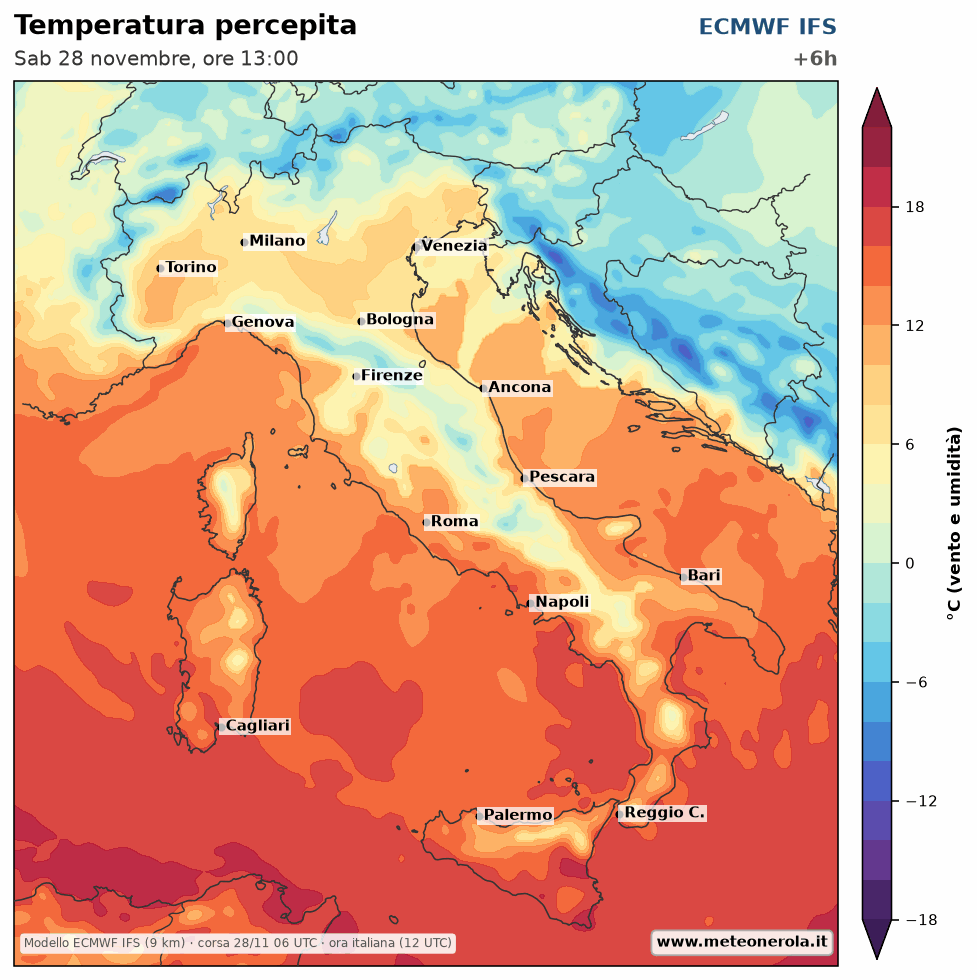 Temperatura percepita
ECMWF IFS
Sab 28 novembre, ore 13:00
+6h
Milano
Venezia
Torino
Genova
Bologna
Firenze
Ancona
Pescara
Roma
Bari
Napoli
Cagliari
Palermo
Reggio C.
18
12
6
0
−6
−12
−18
°C (vento e umidità)
Modello ECMWF IFS (9 km) · corsa 28/11 06 UTC · ora italiana (12 UTC)
www.meteonerola.it